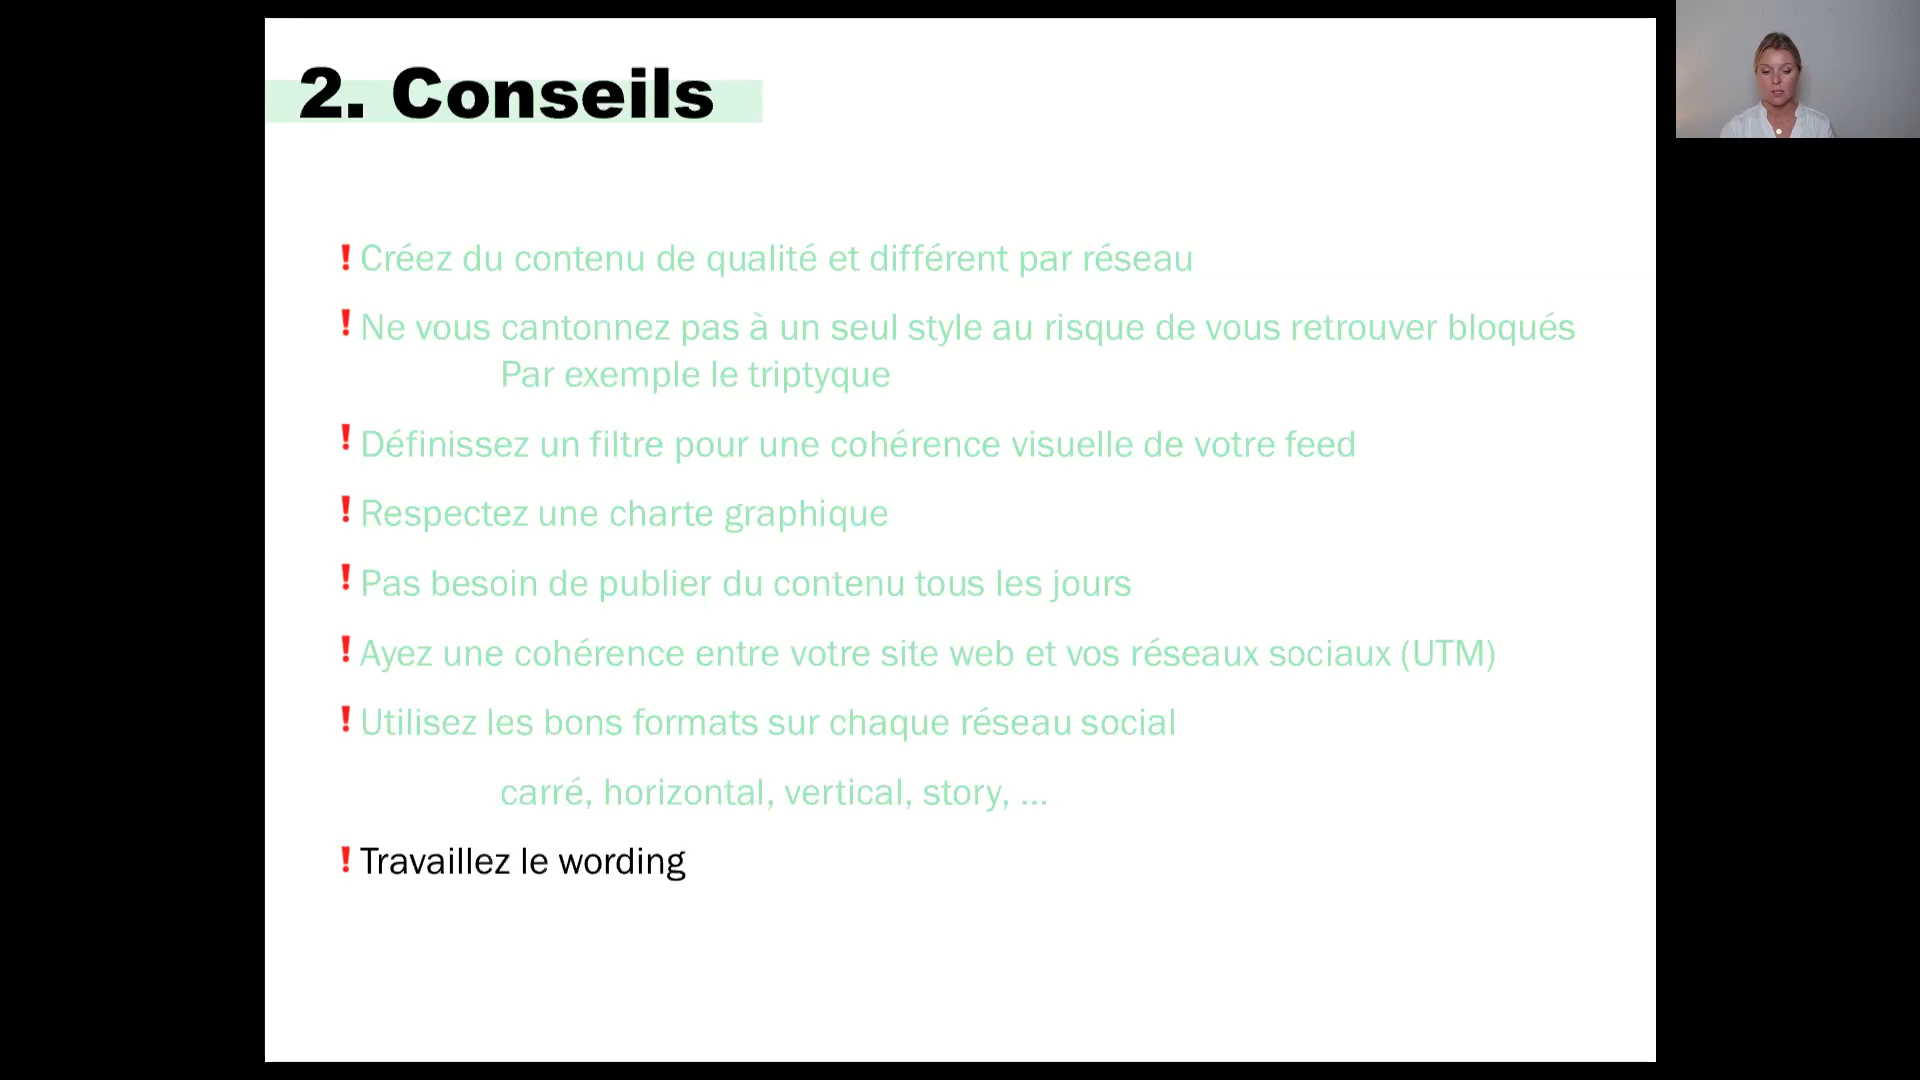 2. Conseils
! Créez du contenu de qualité et différent par réseau
! Ne vous cantonnez pas à un seul style au risque de vous retrouver bloqués
Par exemple le triptyque
! Définissez un filtre pour une cohérence visuelle de votre feed
! Respectez une charte graphique
! Pas besoin de publier du contenu tous les jours
! Ayez une cohérence entre votre site web et vos réseaux sociaux (UTM)
! Utilisez les bons formats sur chaque réseau social
carré, horizontal, vertical, story, ...
! Travaillez le wording